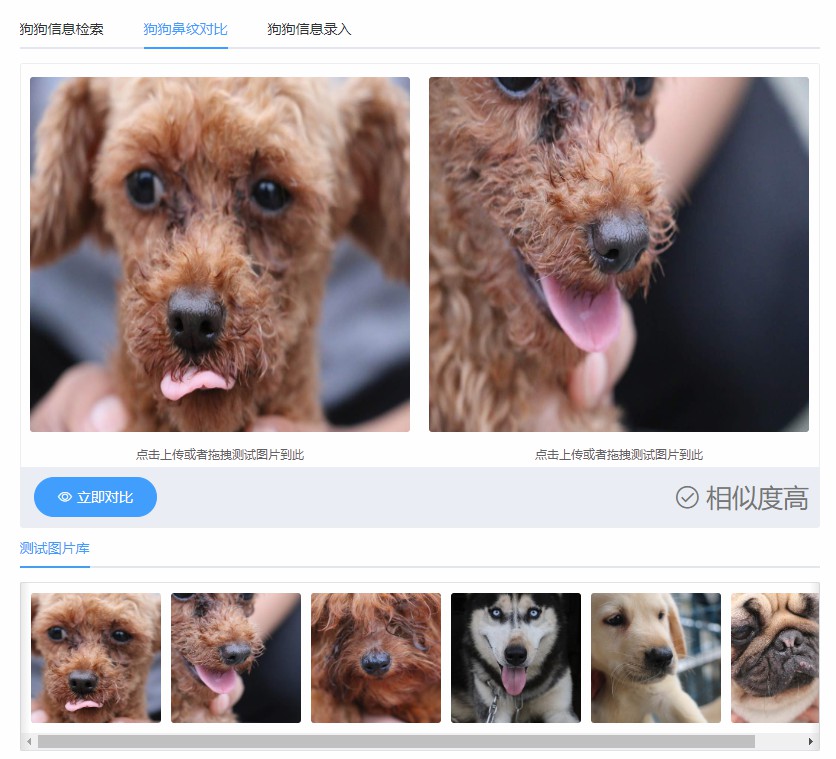 狗狗信息检索 狗狗鼻纹对比 狗狗信息录入
点击上传或者拖拽测试图片到此 点击上传或者拖拽测试图片到此
立即对比 相似度高
测试图片库